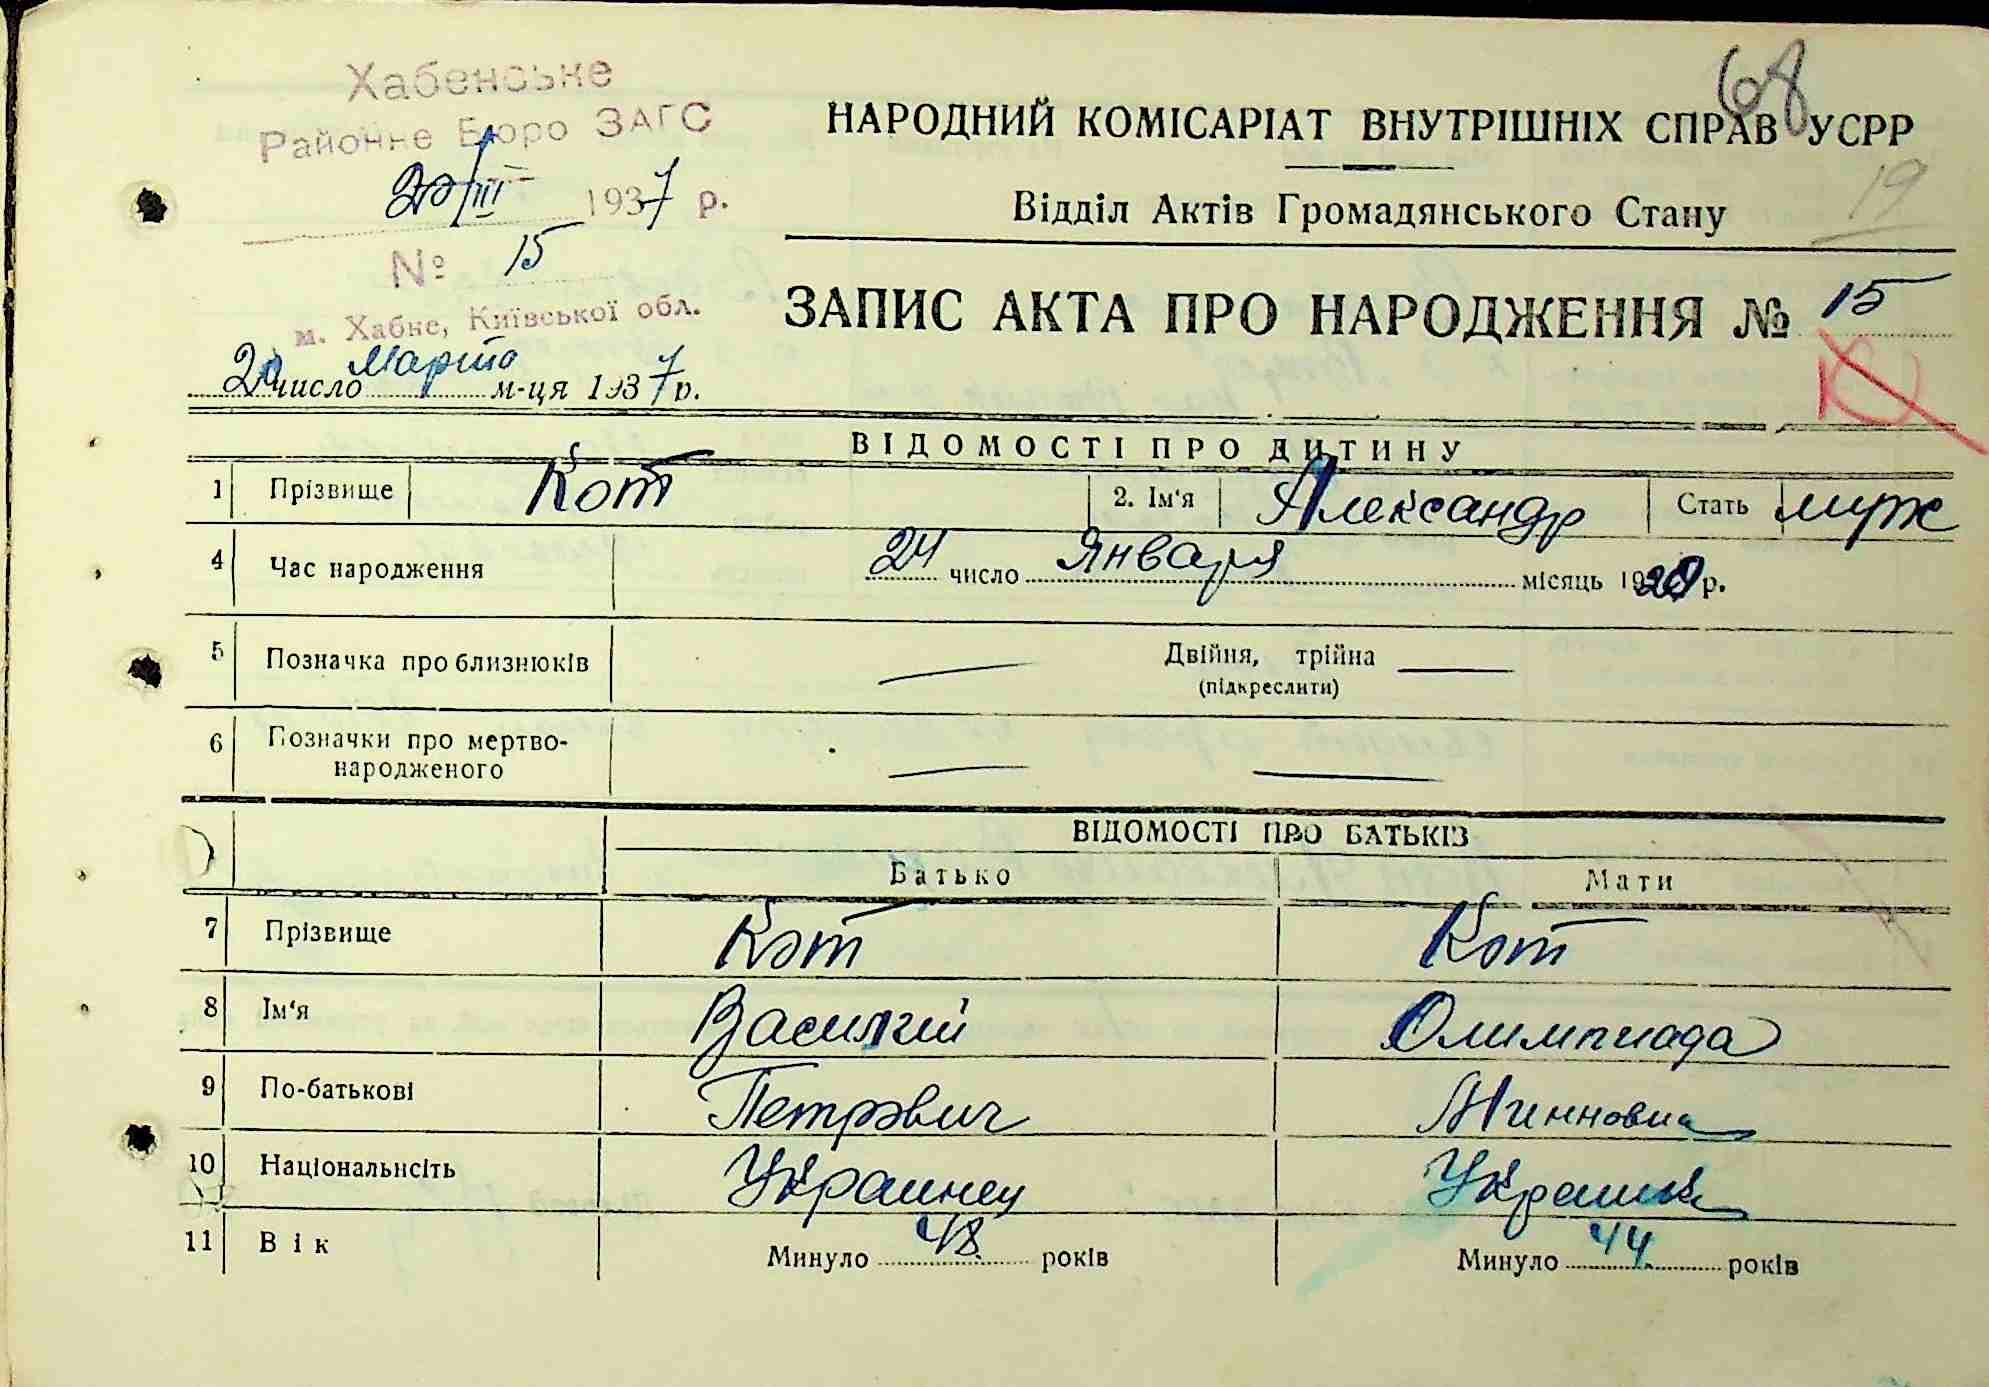 68
Хабенське
Районне Бюро ЗАГС
20/III 1937 р.
№ 15
м. Хабне, Київської обл.
20 число Марта м-ця 1937 р.
НАРОДНИЙ КОМІСАРІАТ ВНУТРІШНІХ СПРАВ УСРР
19
Відділ Актів Громадянського Стану
ЗАПИС АКТА ПРО НАРОДЖЕННЯ № 15
ВІДОМОСТІ ПРО ДИТИНУ
1 Прізвище Кот 2. Ім'я Александр Стать муж
4 Час народження 24 число Января місяць 1920 р.
5 Позначка про близнюків Двійня, трійна
(підкреслити)
6 Позначки про мертво-
народженого
ВІДОМОСТІ ПРО БАТЬКІВ
Батько Мати
7 Прізвище Кот Кот
8 Ім'я Василий Олимпиада
9 По-батькові Петрович Минновна
10 Національнсіть Украинец Украинка
11 Вік Минуло 48 років Минуло 44 років